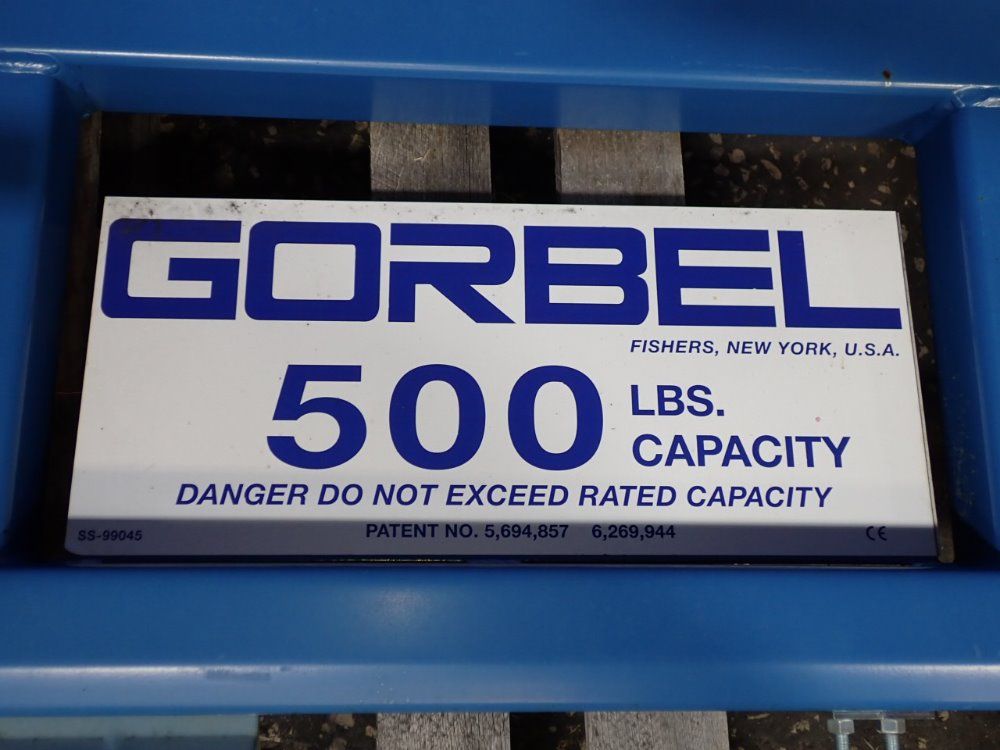 GORBEL
FISHERS, NEW YORK, U.S.A.
500 LBS.
CAPACITY
DANGER DO NOT EXCEED RATED CAPACITY
SS-99045 PATENT NO. 5,694,857 6,269,944 CE